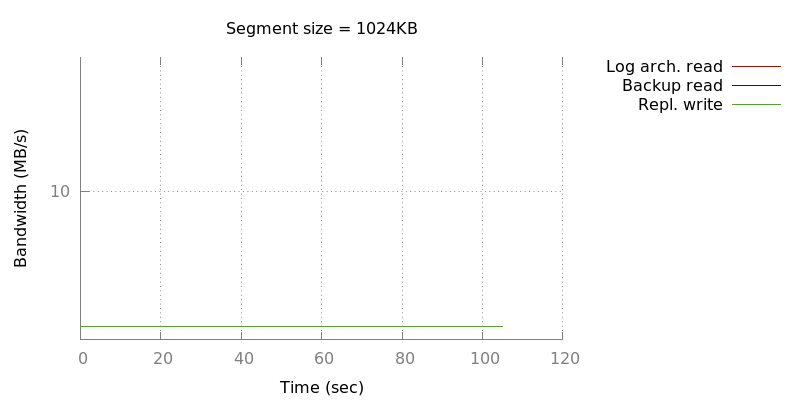 Segment size = 1024KB
Log arch. read
Backup read
Repl. write
Bandwidth (MB/s)
10
0 20 40 60 80 100 120
Time (sec)